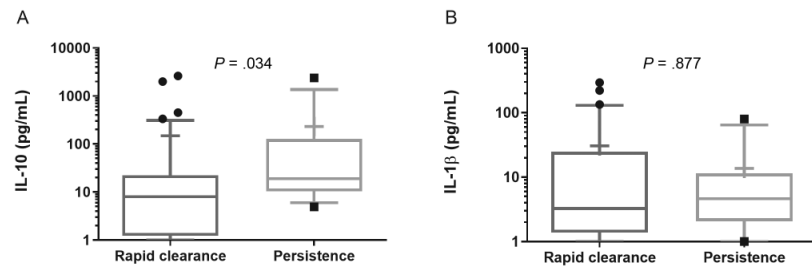 A
IL-10 (pg/mL)
10000
1000
100
10
1
P = .034
Rapid clearance
Persistence
B
IL-1β (pg/mL)
1000
100
10
1
P = .877
Rapid clearance
Persistence